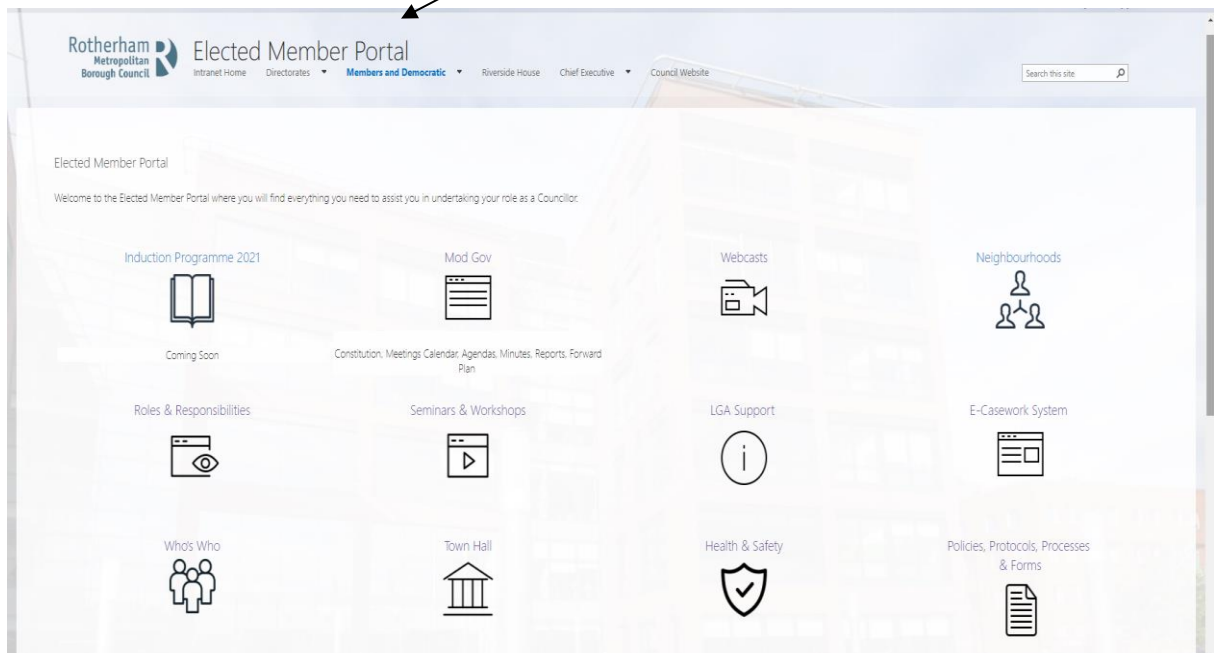 Rotherham
Metropolitan
Borough Council
Elected Member Portal
Intranet Home Directorates Members and Democratic Riverside House Chief Executive Council Website
Search this site
Elected Member Portal
Welcome to the Elected Member Portal where you will find everything you need to assist you in undertaking your role as a Councillor.
Induction Programme 2021 Mod Gov Webcasts Neighbourhoods
Coming Soon Constitution, Meetings Calendar, Agendas, Minutes, Reports, Forward
Plan
Roles & Responsibilities Seminars & Workshops LGA Support E-Casework System
Who's Who Town Hall Health & Safety Policies, Protocols, Processes
& Forms